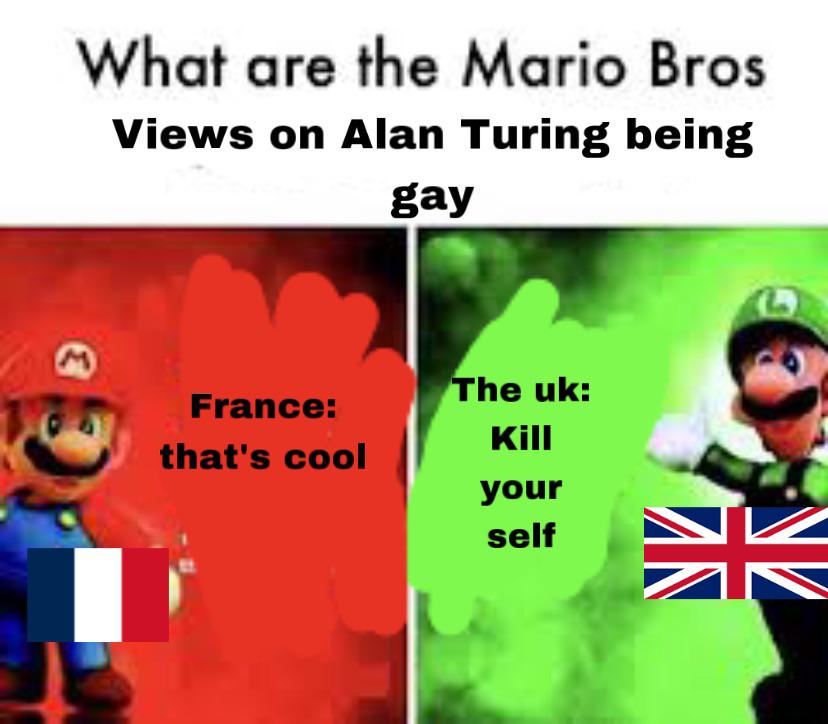 What are the Mario Bros
Views on Alan Turing being
gay
M
France:
that's cool
The uk:
Kill
your
self
L